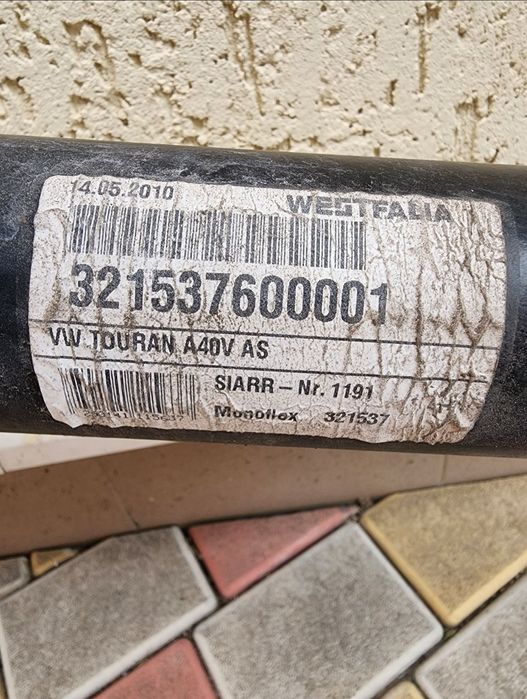 14.05.2010
WESTFALIA
321537600001
VW TOURAN A40V AS
SIARR – Nr. 1191
Monoflex 321537